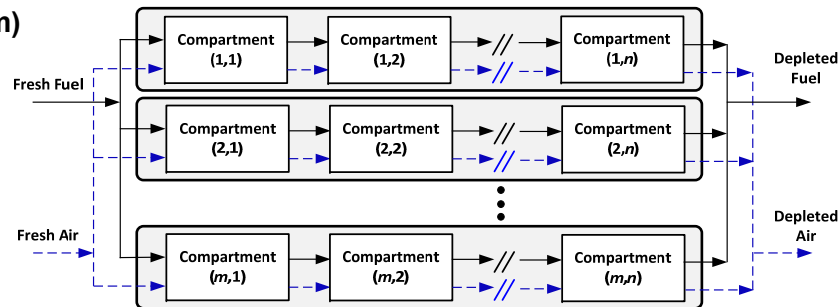 m)
Compartment
(1,1)
Compartment
(1,2)
Compartment
(1,n)
Fresh Fuel
Depleted
Fuel
Compartment
(2,1)
Compartment
(2,2)
Compartment
(2,n)
Fresh Air
Depleted
Air
Compartment
(m,1)
Compartment
(m,2)
Compartment
(m,n)